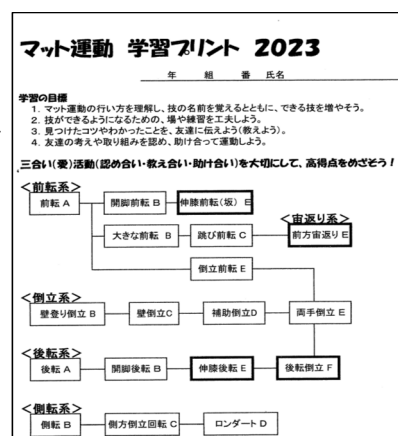 マット運動 学習プリント 2023
年 組 番 氏名
学習の目標
1. マット運動の行い方を理解し、技の名前を覚えるとともに、できる技を増やそう。
2. 技ができるようになるための、場や練習を工夫しよう。
3. 見つけたコツやわかったことを、友達に伝えよう(教えよう)。
4. 友達の考えや取り組みを認め、助け合って運動しよう。
三合い(愛)活動(認め合い・教え合い・助け合い)を大切にして、高得点をめざそう!
<前転系>
前転 A 開脚前転 B 伸膝前転(坂) E
<宙返り系>
大きな前転 B 跳び前転 C 前方宙返り E
倒立前転 E
<倒立系>
壁登り倒立 B 壁倒立C 補助倒立D 両手倒立 E
<後転系>
後転 A 開脚後転 B 伸膝後転 E 後転倒立 F
<側転系>
側転 B 側方倒立回転 C ロンダート D